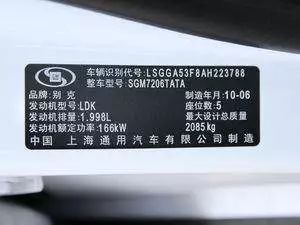 车辆识别代号: LSGGA53F8AH223788
整车型号: SGM7206TATA
品牌: 别克 制造年月: 10-06
发动机型号: LDK 座位数: 5
发动机排量: 1.998L 最大设计总质量
发动机额定功率: 166kW 2085kg
中国 上海通用汽车有限公司 制造